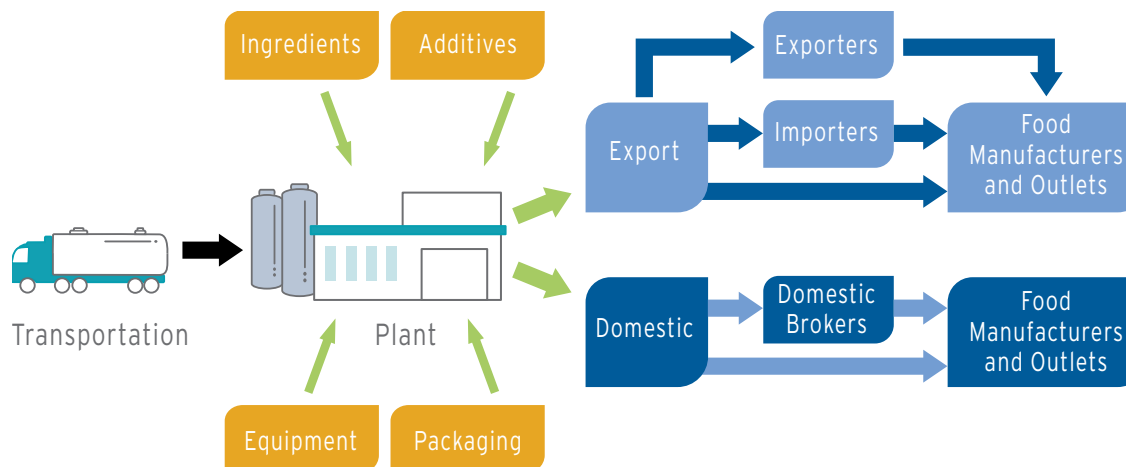 Ingredients
Additives
Exporters
Importers
Export
Food
Manufacturers
and Outlets
Transportation
Plant
Domestic
Domestic
Brokers
Food
Manufacturers
and Outlets
Equipment
Packaging